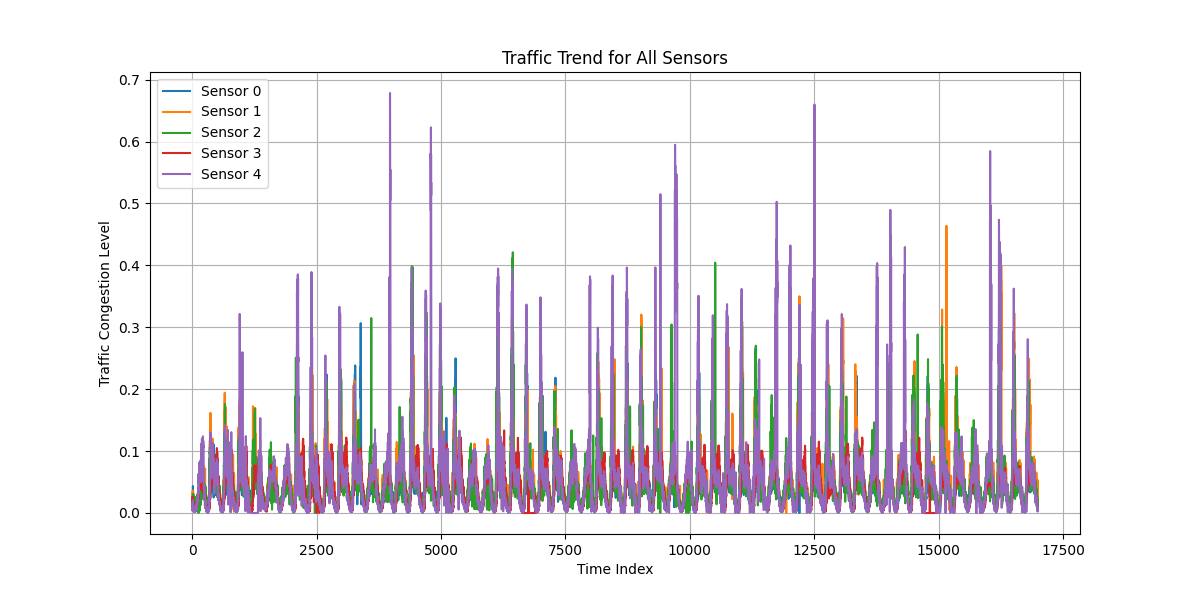 Traffic Trend for All Sensors
0.7
0.6
0.5
0.4
0.3
0.2
0.1
0.0
Traffic Congestion Level
Sensor 0
Sensor 1
Sensor 2
Sensor 3
Sensor 4
0 2500 5000 7500 10000 12500 15000 17500
Time Index